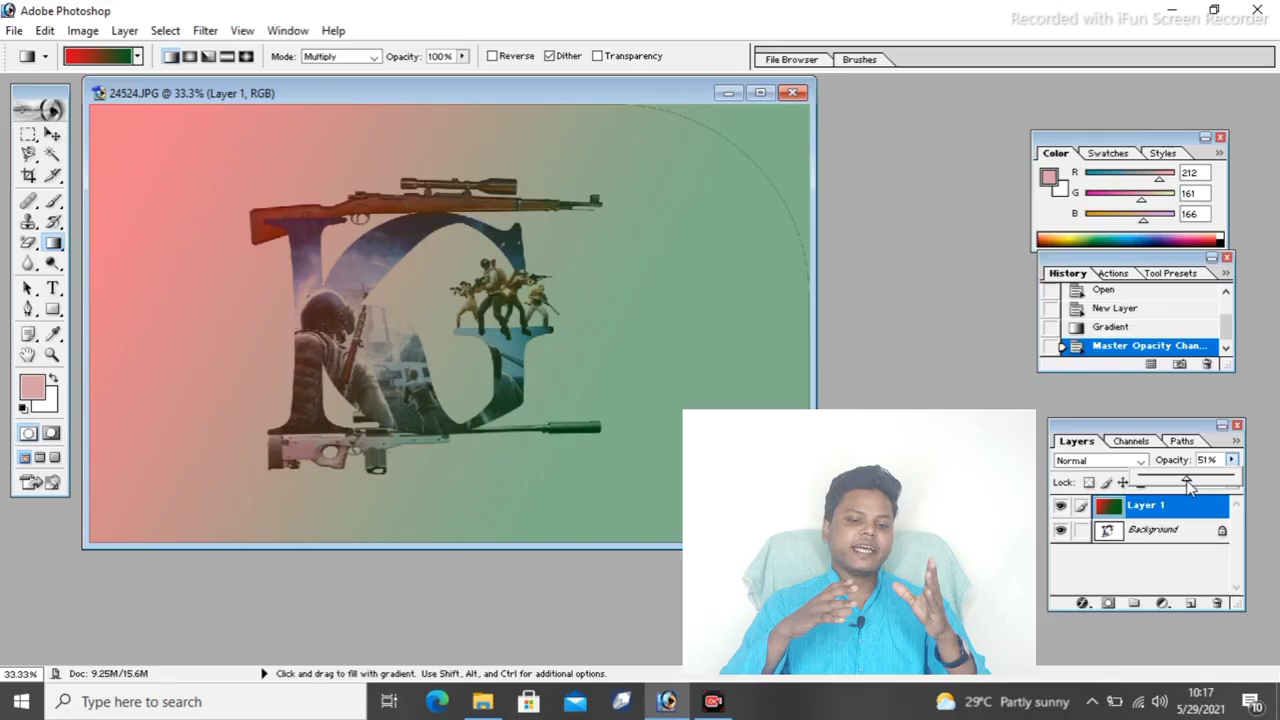 Adobe Photoshop
Recorded with iFun Screen Recorder
File Edit Image Layer Select Filter View Window Help
Mode: Multiply Opacity: 100% Reverse Dither Transparency File Browser Brushes
24524.JPG @ 33.3% (Layer 1, RGB)
Color Swatches Styles
R 212
G 161
B 166
History Actions Tool Presets
Open
New Layer
Gradient
Master Opacity Chan...
Layers Channels Paths
Normal Opacity: 51%
Lock:
Layer 1
Background
33.33% Doc: 9.25M/15.6M Click and drag to fill with gradient. Use Shift, Alt, and Ctrl for additional options.
Type here to search
29°C Partly sunny
10:17
5/29/2021
10